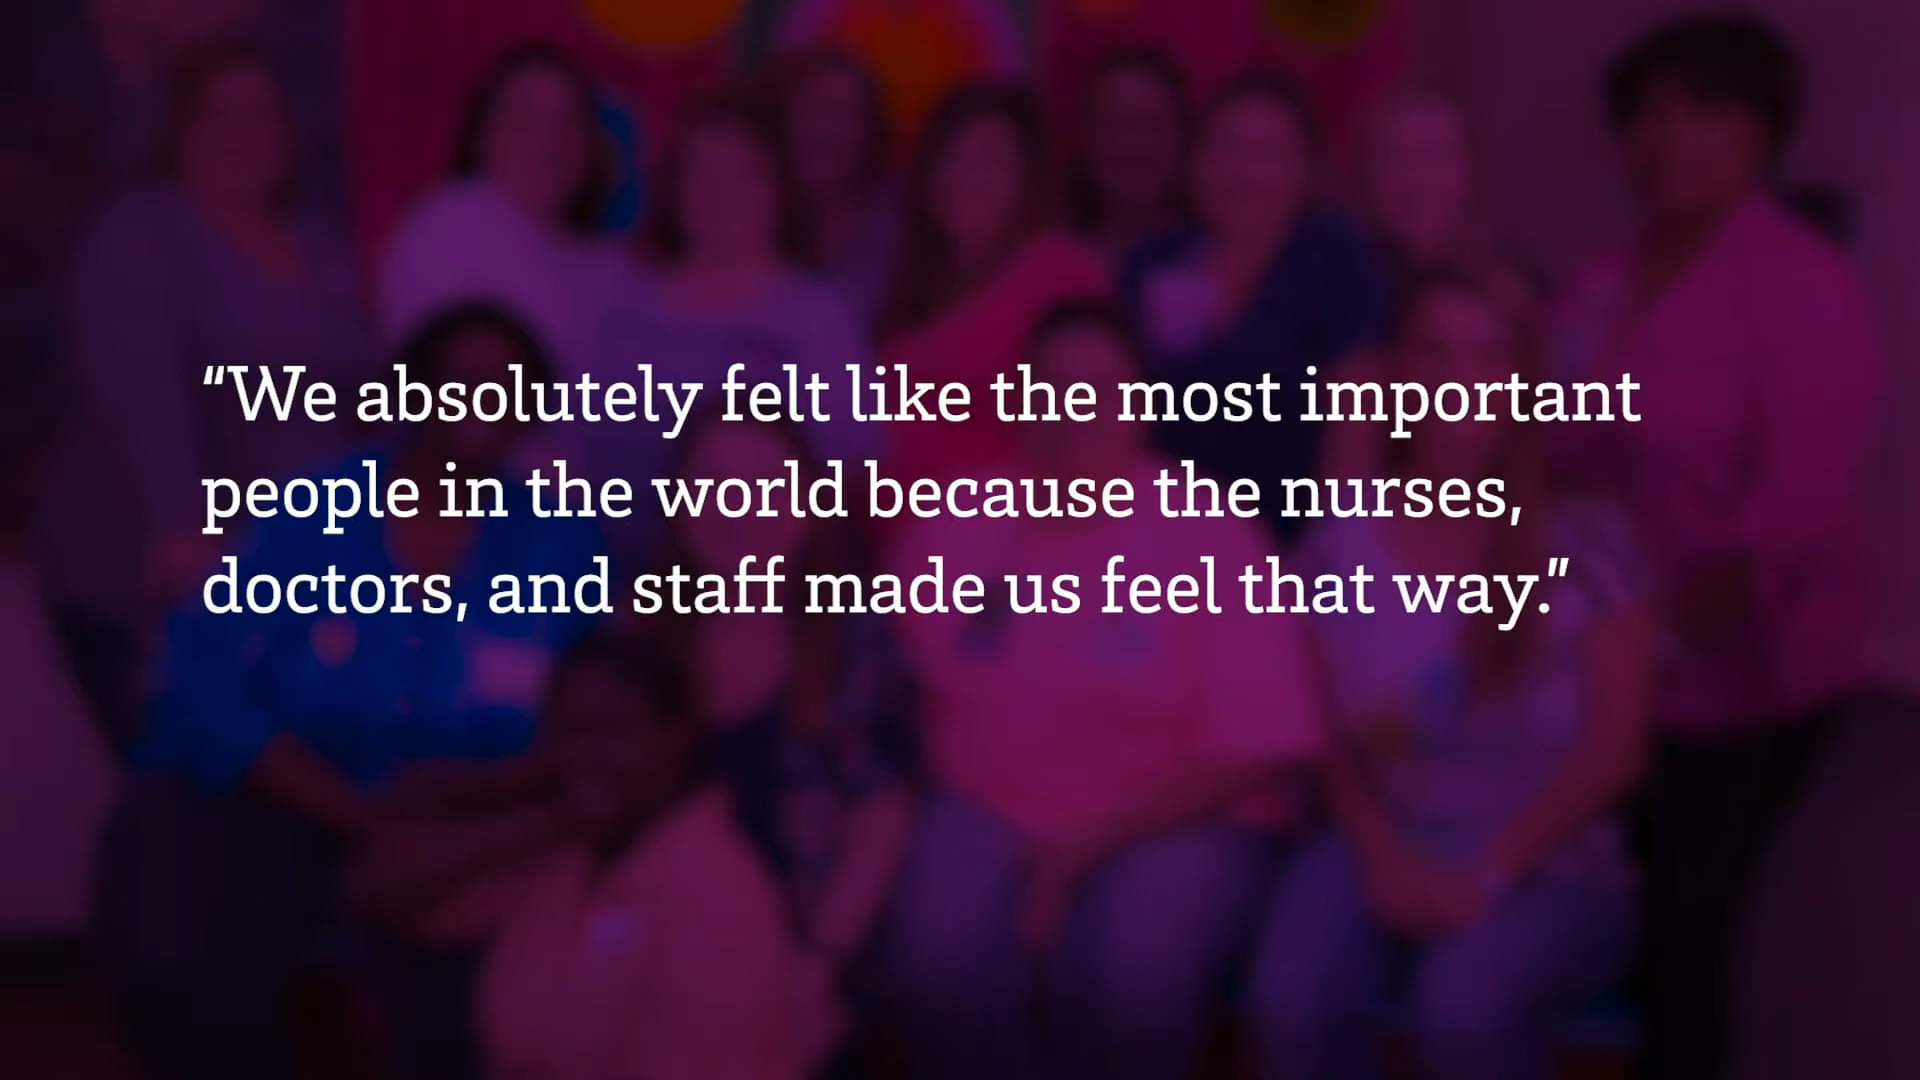 “We absolutely felt like the most important
people in the world because the nurses,
doctors, and staff made us feel that way.”